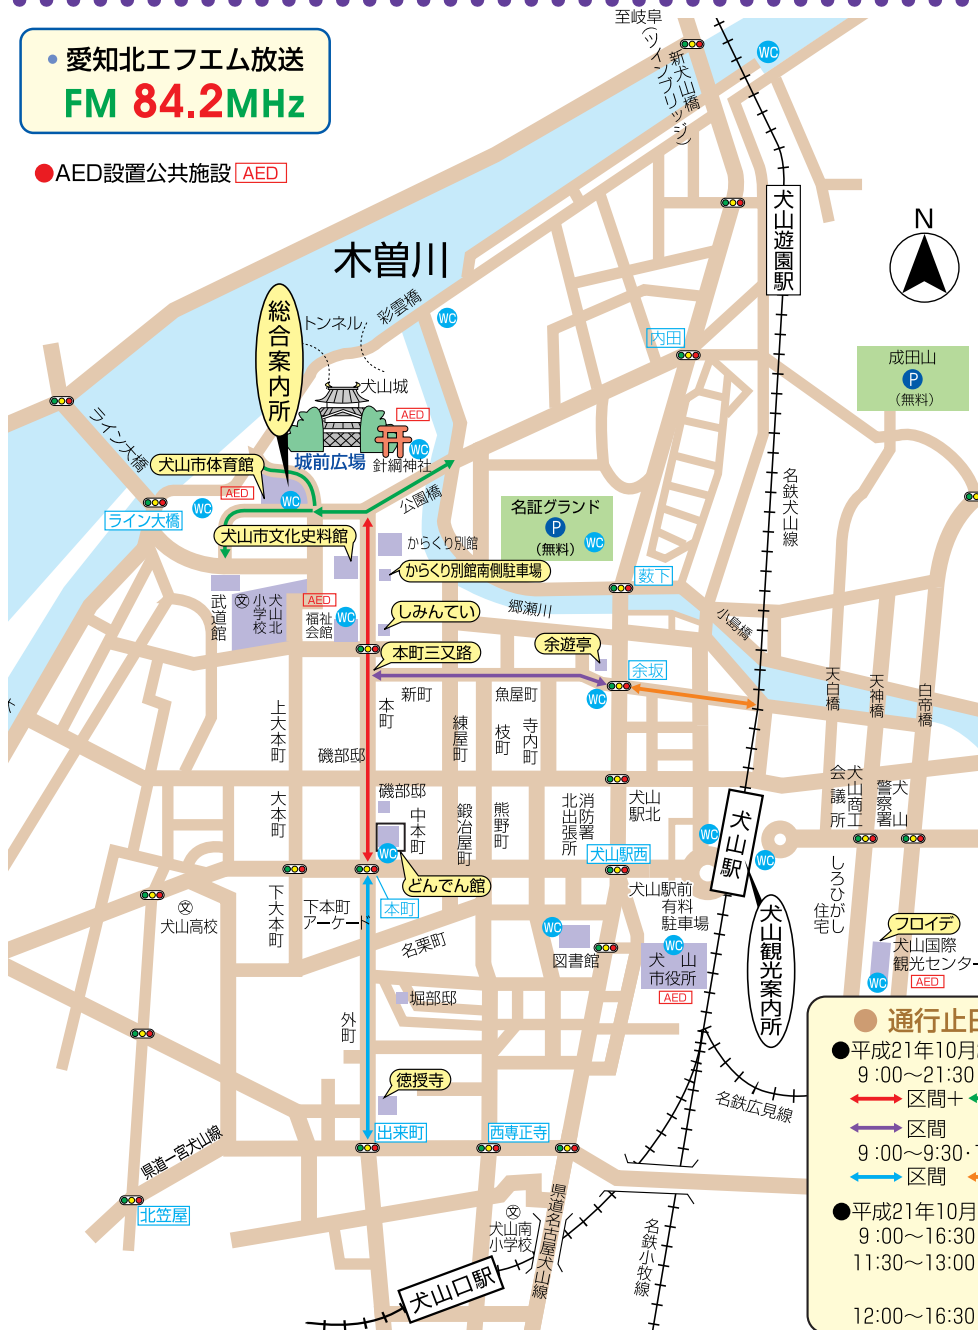 至岐阜
(ツインブリッジ)
新犬山橋
WC
• 愛知北エフエム放送
FM 84.2MHz
●AED設置公共施設 AED
犬山遊園駅
N
木曽川
総合案内所
トンネル
彩雲橋
WC
内田
成田山
P
(無料)
犬山城
AED
WC
城前広場
針綱神社
ライン大橋
犬山市体育館
AED
WC
WC
ライン大橋
公園橋
名証グランド
P
(無料)
WC
名鉄犬山線
犬山市文化史料館
からくり別館
からくり別館南側駐車場
薮下
武道館
文
犬山北
小学校
AED
福祉
会館
WC
しみんてい
郷瀬川
小島橋
本町三又路
余遊亭
余坂
WC
天白橋
天神橋
白帝橋
新町
魚屋町
上大本町
本町
練屋町
枝町
寺内町
磯部邸
大本町
磯部邸
中本町
鍛冶屋町
熊野町
消防署
北出張所
犬山
駅北
犬山駅
WC
WC
犬山商工
会議所
犬山
警察署
WC
どんでん館
犬山駅西
本町
下大本町
下本町
アーケード
文
犬山高校
名栗町
犬山駅前
有料
駐車場
しろひがし
住宅
犬山観光案内所
WC
図書館
WC
犬山
市役所
AED
フロイデ
犬山国際
観光センター
WC
AED
堀部邸
外町
徳授寺
名鉄広見線
出来町
西専正寺
県道一宮犬山線
北笠屋
文
犬山南
小学校
県道名古屋犬山線
名鉄小牧線
犬山口駅
● 通行止日
●平成21年10月
9:00〜21:30
区間+
区間
9:00〜9:30・
区間
●平成21年10月
9:00〜16:30
11:30〜13:00
12:00〜16:30